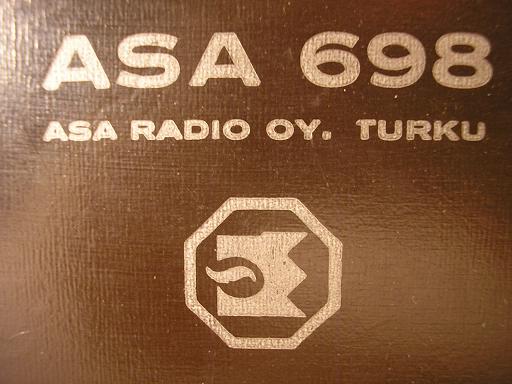 ASA 698
ASA RADIO OY. TURKU